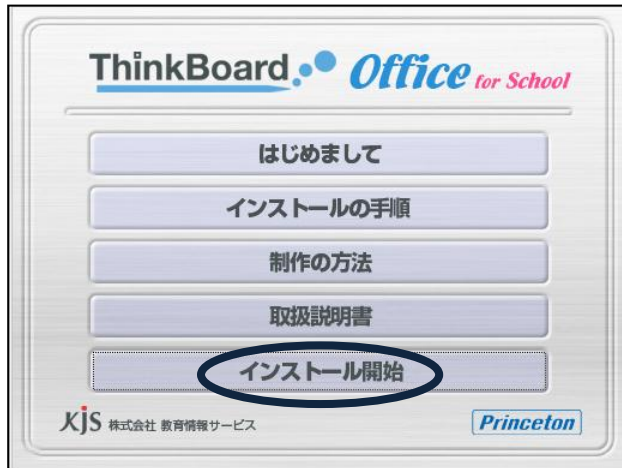 ThinkBoard Office for School
はじめまして
インストールの手順
制作の方法
取扱説明書
インストール開始
KJS 株式会社 教育情報サービス Princeton